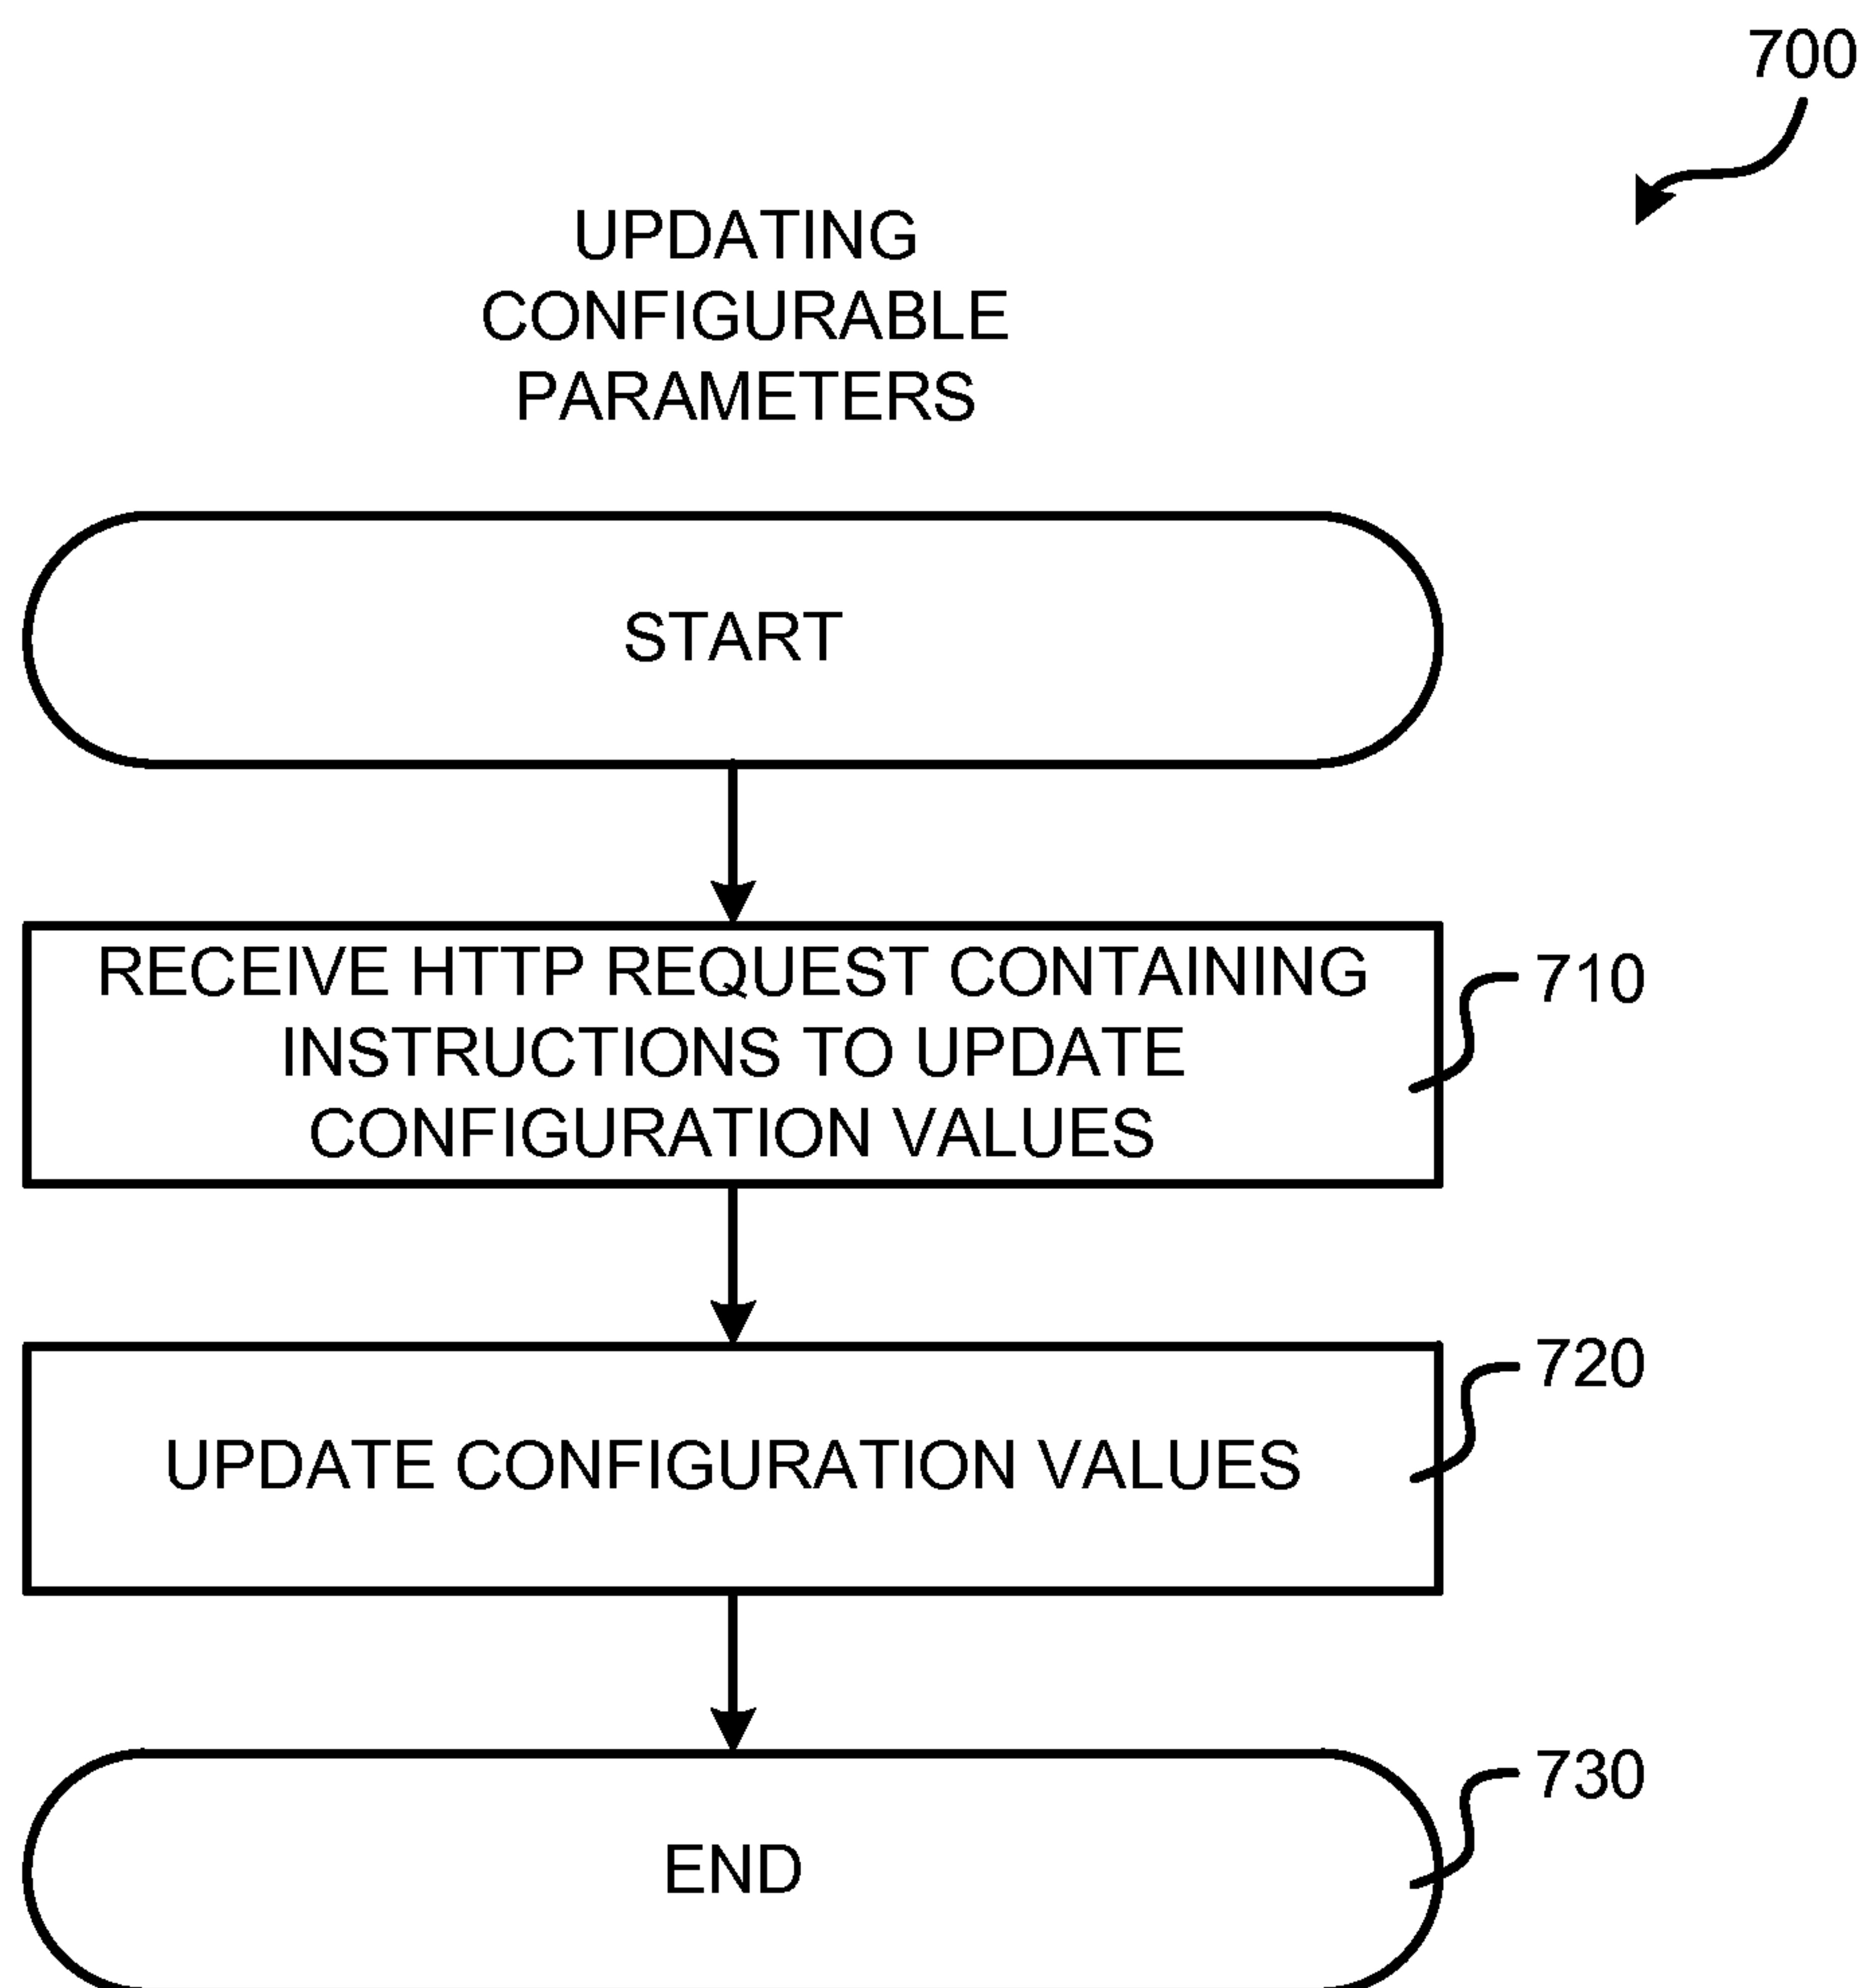 700
UPDATING
CONFIGURABLE
PARAMETERS
START
RECEIVE HTTP REQUEST CONTAINING
INSTRUCTIONS TO UPDATE
CONFIGURATION VALUES
710
UPDATE CONFIGURATION VALUES
720
END
730